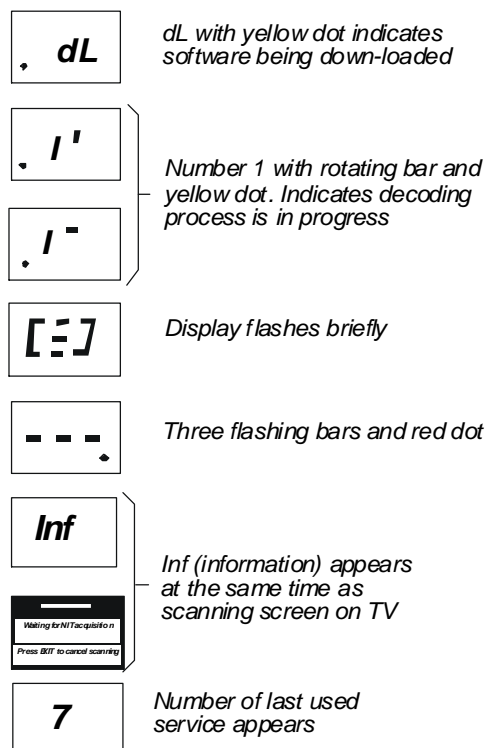 dL
dL with yellow dot indicates
software being down-loaded
1'
Number 1 with rotating bar and
yellow dot. Indicates decoding
process is in progress
1-
Display flashes briefly
---.
Three flashing bars and red dot
Inf
Inf (information) appears
at the same time as
scanning screen on TV
Waiting for NIT acquisition
Press EXIT to cancel scanning
7
Number of last used
service appears